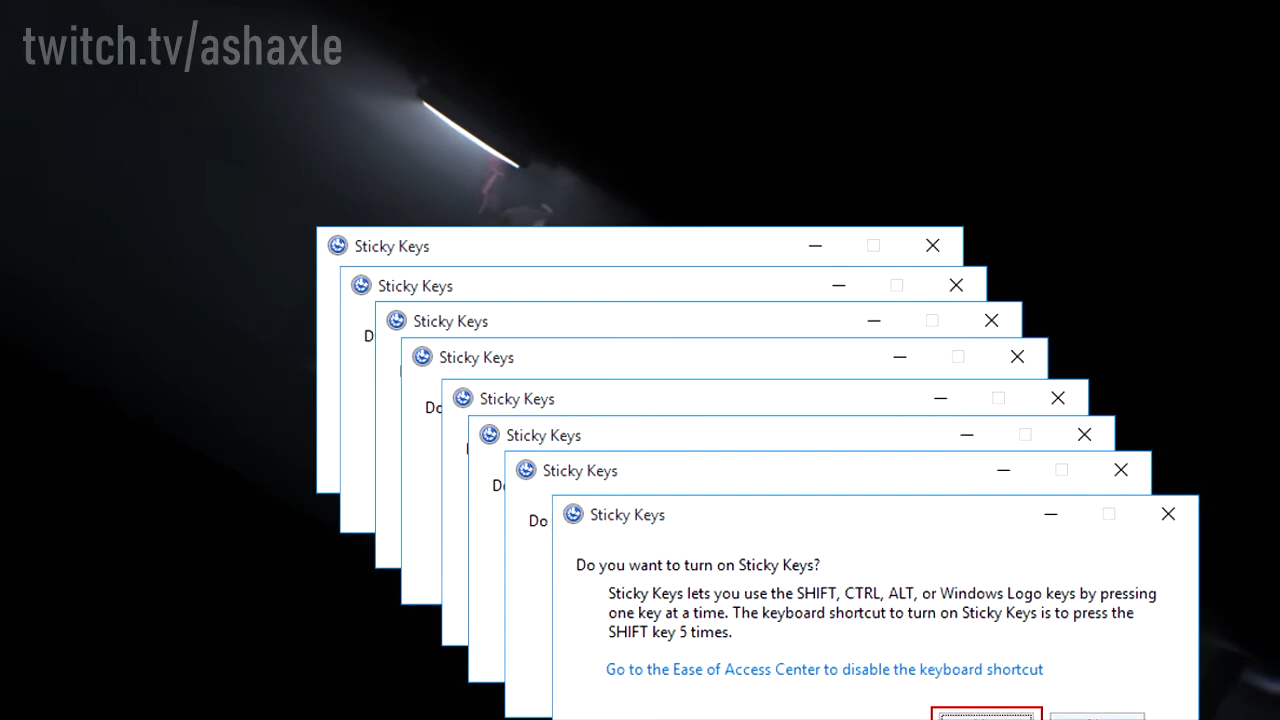 twitch.tv/ashaxle
Sticky Keys
Sticky Keys
D
Sticky Keys
Sticky Keys
Do
Sticky Keys
Sticky Keys
Do
Sticky Keys
Do
Sticky Keys
Do you want to turn on Sticky Keys?
Sticky Keys lets you use the SHIFT, CTRL, ALT, or Windows Logo keys by pressing
one key at a time. The keyboard shortcut to turn on Sticky Keys is to press the
SHIFT key 5 times.
Go to the Ease of Access Center to disable the keyboard shortcut